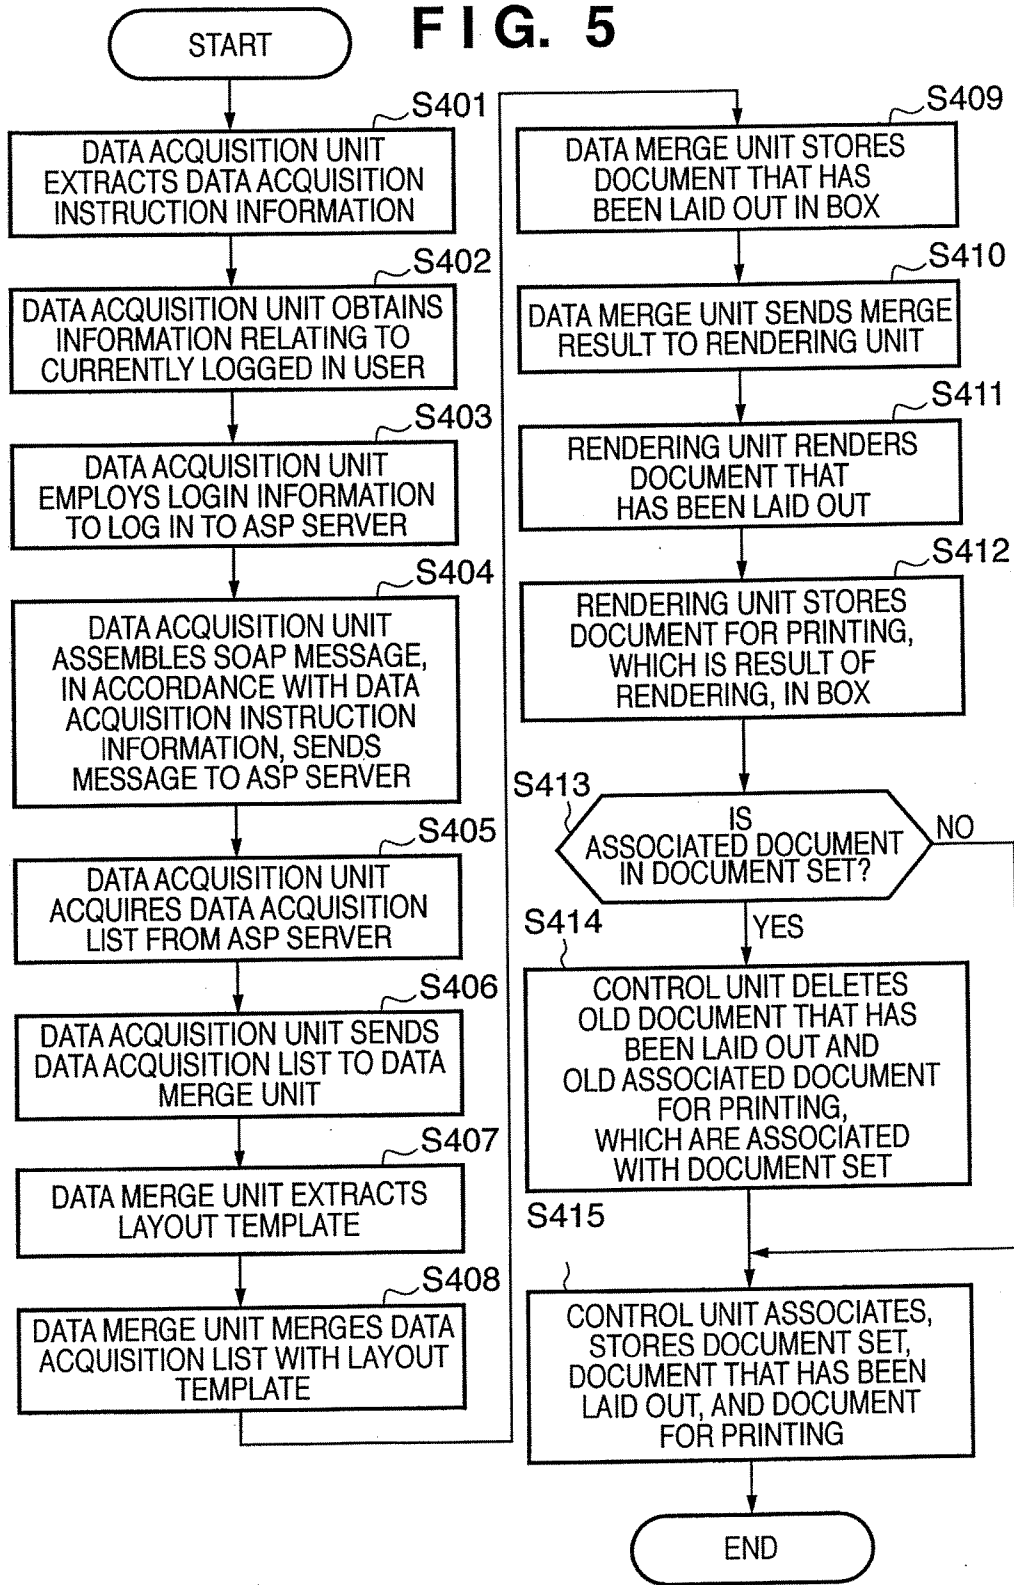 FIG. 5
START
S401
DATA ACQUISITION UNIT
EXTRACTS DATA ACQUISITION
INSTRUCTION INFORMATION
S402
DATA ACQUISITION UNIT OBTAINS
INFORMATION RELATING TO
CURRENTLY LOGGED IN USER
S403
DATA ACQUISITION UNIT
EMPLOYS LOGIN INFORMATION
TO LOG IN TO ASP SERVER
S404
DATA ACQUISITION UNIT
ASSEMBLES SOAP MESSAGE,
IN ACCORDANCE WITH DATA
ACQUISITION INSTRUCTION
INFORMATION, SENDS
MESSAGE TO ASP SERVER
S405
DATA ACQUISITION UNIT
ACQUIRES DATA ACQUISITION
LIST FROM ASP SERVER
S406
DATA ACQUISITION UNIT SENDS
DATA ACQUISITION LIST TO DATA
MERGE UNIT
S407
DATA MERGE UNIT EXTRACTS
LAYOUT TEMPLATE
S408
DATA MERGE UNIT MERGES DATA
ACQUISITION LIST WITH LAYOUT
TEMPLATE
S409
DATA MERGE UNIT STORES
DOCUMENT THAT HAS
BEEN LAID OUT IN BOX
S410
DATA MERGE UNIT SENDS MERGE
RESULT TO RENDERING UNIT
S411
RENDERING UNIT RENDERS
DOCUMENT THAT
HAS BEEN LAID OUT
S412
RENDERING UNIT STORES
DOCUMENT FOR PRINTING,
WHICH IS RESULT OF
RENDERING, IN BOX
S413
IS
ASSOCIATED DOCUMENT
IN DOCUMENT SET?
NO
YES
S414
CONTROL UNIT DELETES
OLD DOCUMENT THAT HAS
BEEN LAID OUT AND
OLD ASSOCIATED DOCUMENT
FOR PRINTING,
WHICH ARE ASSOCIATED
WITH DOCUMENT SET
S415
CONTROL UNIT ASSOCIATES,
STORES DOCUMENT SET,
DOCUMENT THAT HAS BEEN
LAID OUT, AND DOCUMENT
FOR PRINTING
END